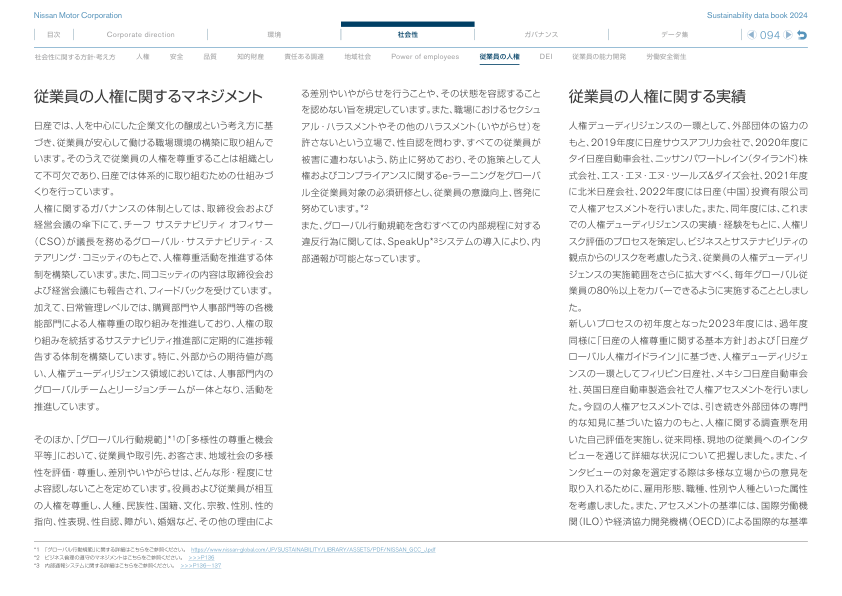 Nissan Motor Corporation
Sustainability data book 2024
目次
Corporate direction
環境
社会性
ガバナンス
データ集
094
社会性に関する方針・考え方
人権
安全
品質
知的財産
責任ある調達
地域社会
Power of employees
従業員の人権
DEI
従業員の能力開発
労働安全衛生
従業員の人権に関するマネジメント
日産では、人を中心にした企業文化の醸成という考え方に基
づき、従業員が安心して働ける職場環境の構築に取り組んで
います。そのうえで従業員の人権を尊重することは組織とし
て不可欠であり、日産では体系的に取り組むための仕組みづ
くりを行っています。
人権に関するガバナンスの体制としては、取締役会および
経営会議の傘下にて、チーフ サステナビリティ オフィサー
（CSO）が議長を務めるグローバル・サステナビリティ・ス
テアリング・コミッティのもとで、人権尊重活動を推進する体
制を構築しています。また、同コミッティの内容は取締役会お
よび経営会議にも報告され、フィードバックを受けています。
加えて、日常管理レベルでは、購買部門や人事部門等の各機
能部門による人権尊重の取り組みを推進しており、人権の取
り組みを統括するサステナビリティ推進部に定期的に進捗報
告する体制を構築しています。特に、外部からの期待値が高
い、人権デューディリジェンス領域においては、人事部門内の
グローバルチームとリージョンチームが一体となり、活動を
推進しています。
そのほか、「グローバル行動規範」*1の「多様性の尊重と機会
平等」において、従業員や取引先、お客さま、地域社会の多様
性を評価・尊重し、差別やいやがらせは、どんな形・程度にせ
よ容認しないことを定めています。役員および従業員が相互
の人権を尊重し、人種、民族性、国籍、文化、宗教、性別、性的
指向、性表現、性自認、障がい、婚姻など、その他の理由によ
る差別やいやがらせを行うことや、その状態を容認すること
を認めない旨を規定しています。また、職場におけるセクシュ
アル・ハラスメントやその他のハラスメント（いやがらせ）を
許さないという立場で、性自認を問わず、すべての従業員が
被害に遭わないよう、防止に努めており、その施策として人
権およびコンプライアンスに関するe-ラーニングをグローバ
ル全従業員対象の必須研修とし、従業員の意識向上、啓発に
努めています。*2
また、グローバル行動規範を含むすべての内部規程に対する
違反行為に関しては、SpeakUp*3システムの導入により、内
部通報が可能となっています。
従業員の人権に関する実績
人権デューディリジェンスの一環として、外部団体の協力の
もと、2019年度に日産サウスアフリカ会社で、2020年度に
タイ日産自動車会社、ニッサンパワートレイン（タイランド）株
式会社、エス・エヌ・エヌ・ツールズ&ダイズ会社、2021年度
に北米日産会社、2022年度には日産（中国）投資有限公司
で人権アセスメントを行いました。また、同年度には、これま
での人権デューディリジェンスの実績・経験をもとに、人権リ
スク評価のプロセスを策定し、ビジネスとサステナビリティの
観点からのリスクを考慮したうえ、従業員の人権デューディリ
ジェンスの実施範囲をさらに拡大すべく、毎年グローバル従
業員の80%以上をカバーできるように実施することとしまし
た。
新しいプロセスの初年度となった2023年度には、過年度
同様に「日産の人権尊重に関する基本方針」および「日産グ
ローバル人権ガイドライン」に基づき、人権デューディリジェ
ンスの一環としてフィリピン日産社、メキシコ日産自動車会
社、英国日産自動車製造会社で人権アセスメントを行いまし
た。今回の人権アセスメントでは、引き続き外部団体の専門
的な知見に基づいた協力のもと、人権に関する調査票を用
いた自己評価を実施し、従来同様、現地の従業員へのインタ
ビューを通じて詳細な状況について把握しました。また、イ
ンタビューの対象を選定する際は多様な立場からの意見を
取り入れるために、雇用形態、職種、性別や人種といった属性
を考慮しました。また、アセスメントの基準には、国際労働機
関（ILO）や経済協力開発機構（OECD）による国際的な基準
*1 「グローバル行動規範」に関する詳細はこちらをご参照ください。 https://www.nissan-global.com/JP/SUSTAINABILITY/LIBRARY/ASSETS/PDF/NISSAN_GCC_J.pdf
*2 ビジネス倫理の遵守のマネジメントはこちらをご参照ください。 >>>P136
*3 内部通報システムに関する詳細はこちらをご参照ください。 >>>P136-137